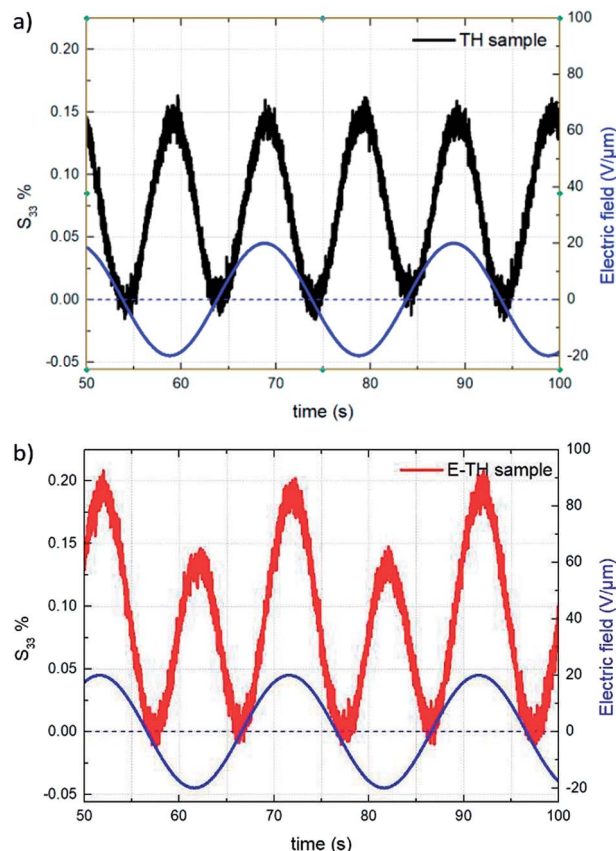 a)
TH sample
0.20
0.15
0.10
0.05
0.00
-0.05
S33 %
100
80
60
40
20
0
-20
Electric field (V/µm)
50 60 70 80 90 100
time (s)
b)
E-TH sample
0.20
0.15
0.10
0.05
0.00
-0.05
S33 %
100
80
60
40
20
0
-20
Electric field (V/µm)
50 60 70 80 90 100
time (s)